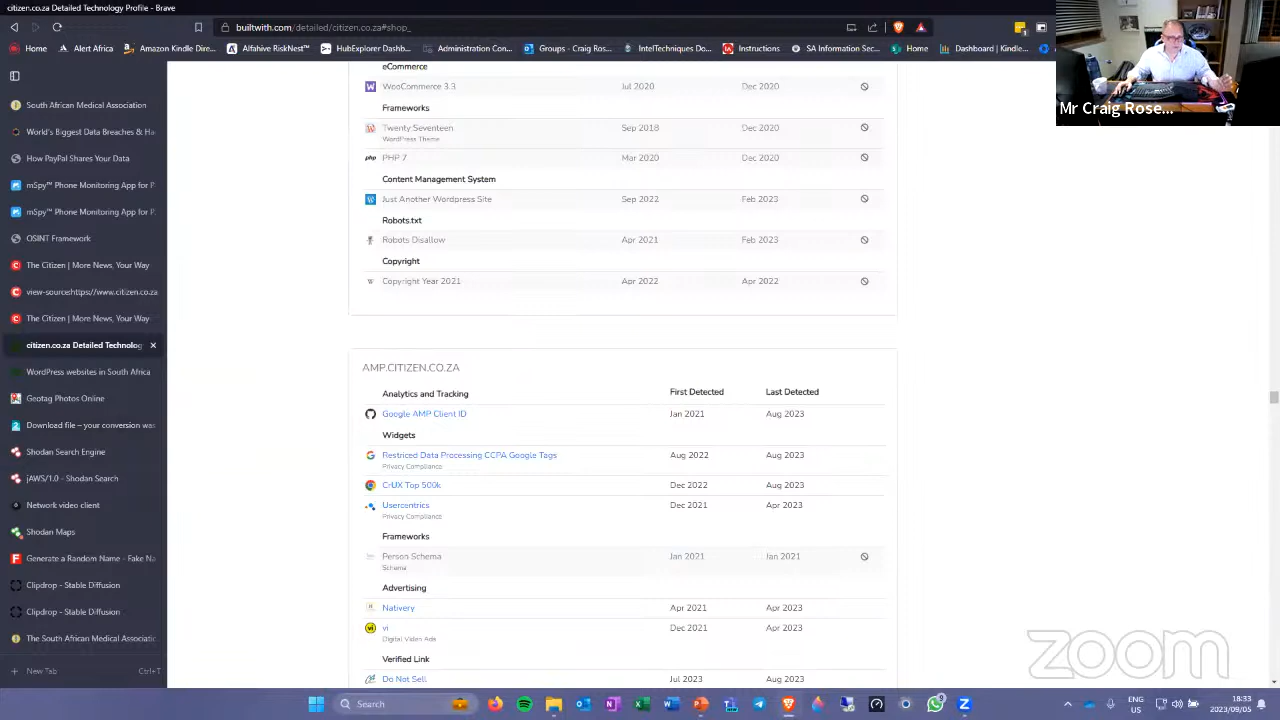 citizen.co.za Detailed Technology Profile - Brave
builtwith.com/detailed/citizen.co.za#shop_
Home
Alert Africa
Amazon Kindle Direc...
Alfahive RiskNest™
HubExpress Dashb...
Groups - Craig Ros...
IntelTechniques Do...
Instructions
SA Information Sec...
Home
Dashboard | Kindle...
South African Medical Association
World's Biggest Data Breaches & Ha
How PayPal Shares Your Data
mSpy™ Phone Monitoring App for P
mSpy™ Phone Monitoring App for P
OSINT Framework
The Citizen | More News, Your Way
view-source:https://www.citizen.co.za
The Citizen | More News, Your Way
citizen.co.za Detailed Technolog
WordPress websites in South Africa
Geotag Photos Online
Download file – your conversion was
Shodan Search Engine
jAWS/1.0 - Shodan Search
Network video client
Shodan Maps
Generate a Random Name - Fake Na
Clipdrop - Stable Diffusion
Clipdrop - Stable Diffusion
The South African Medical Associatio
New Tab Ctrl+T
eCommerce
WooCommerce 3.3 Jul 2020 Dec 2020
Frameworks
Twenty Seventeen Sep 2018 Dec 2020
WordPress Theme
php PHP 7 Mar 2020 Dec 2020
Content Management System
Just Another Wordpress Site Sep 2022 Feb 2023
Robots.txt
Robots Disallow Apr 2021 Feb 2023
Copyright
Copyright Year 2021 Apr 2022 Apr 2022
AMP.CITIZEN.CO.ZA
Analytics and Tracking First Detected Last Detected
Google AMP Client ID Jan 2021 Aug 2023
Widgets
Restriced Data Processing CCPA Google Tags Aug 2022 Aug 2023
Privacy Compliance
CrUX Top 500k Dec 2022 Aug 2023
Usercentrics Dec 2021 Apr 2023
Privacy Compliance
Frameworks
Person Schema Jan 2021 Jan 2021
Schema
Advertising
Nativery Apr 2021 Apr 2023
vi vi Dec 2021 Apr 2023
Digital Video Ads
Verified Link
Do Not Sell Jul 2023 Aug 2023
Mr Craig Rose...
zoom
Search
ENG
US
18:33
2023/09/05